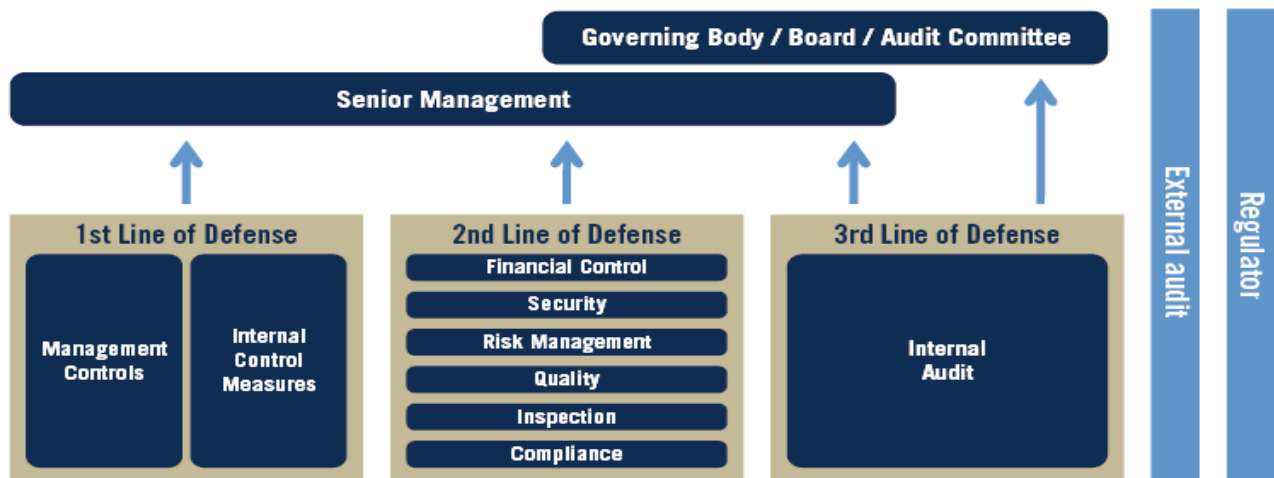 Governing Body / Board / Audit Committee
Senior Management
1st Line of Defense
Management
Controls
Internal
Control
Measures
2nd Line of Defense
Financial Control
Security
Risk Management
Quality
Inspection
Compliance
3rd Line of Defense
Internal
Audit
External audit
Regulator